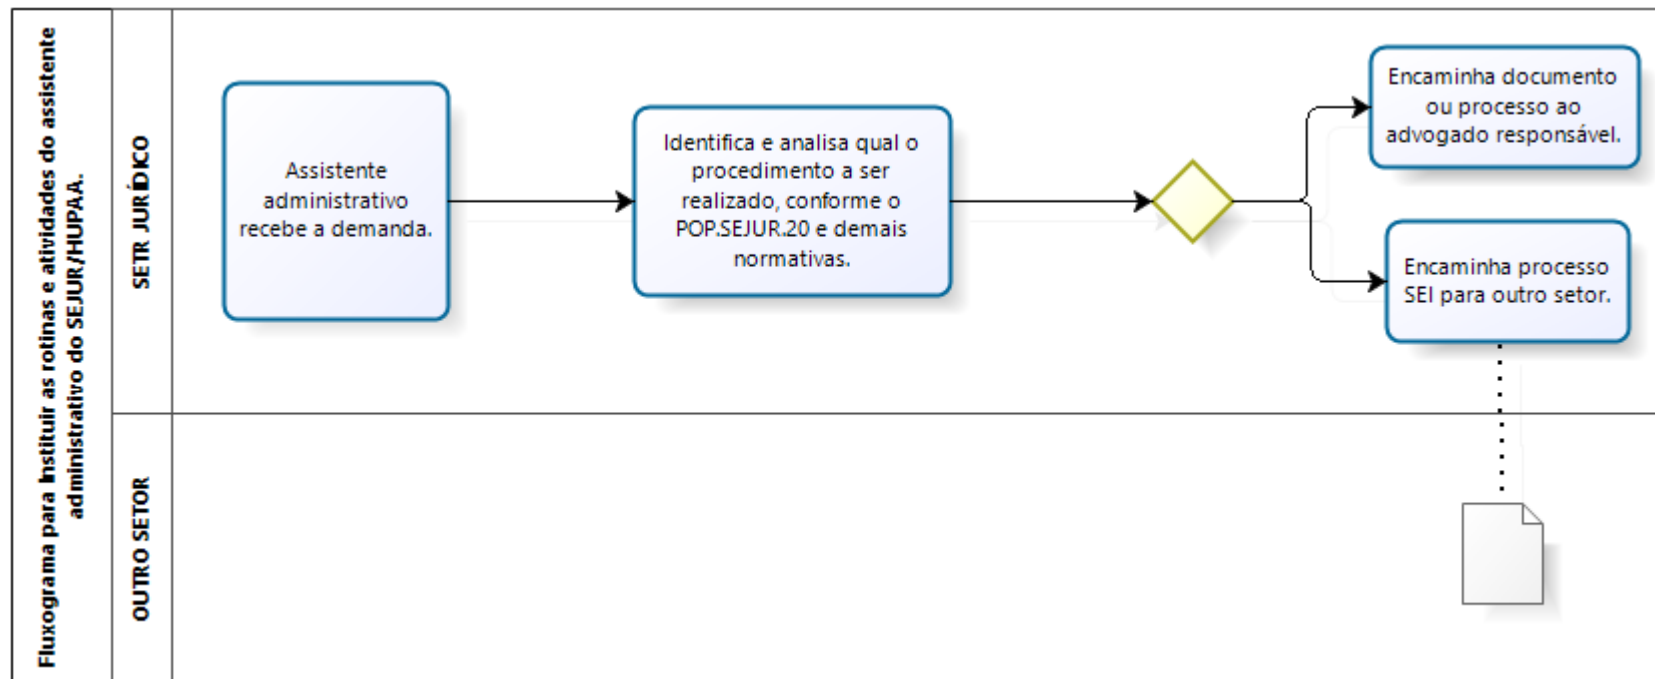 Fluxograma para Instituir as rotinas e atividades do assistente
administrativo do SEJUR/HUPAA.
SETR JURÍDICO
Assistente
administrativo
recebe a demanda.
Identifica e analisa qual o
procedimento a ser
realizado, conforme o
POP.SEJUR.20 e demais
normativas.
Encaminha documento
ou processo ao
advogado responsável.
Encaminha processo
SEI para outro setor.
OUTRO SETOR